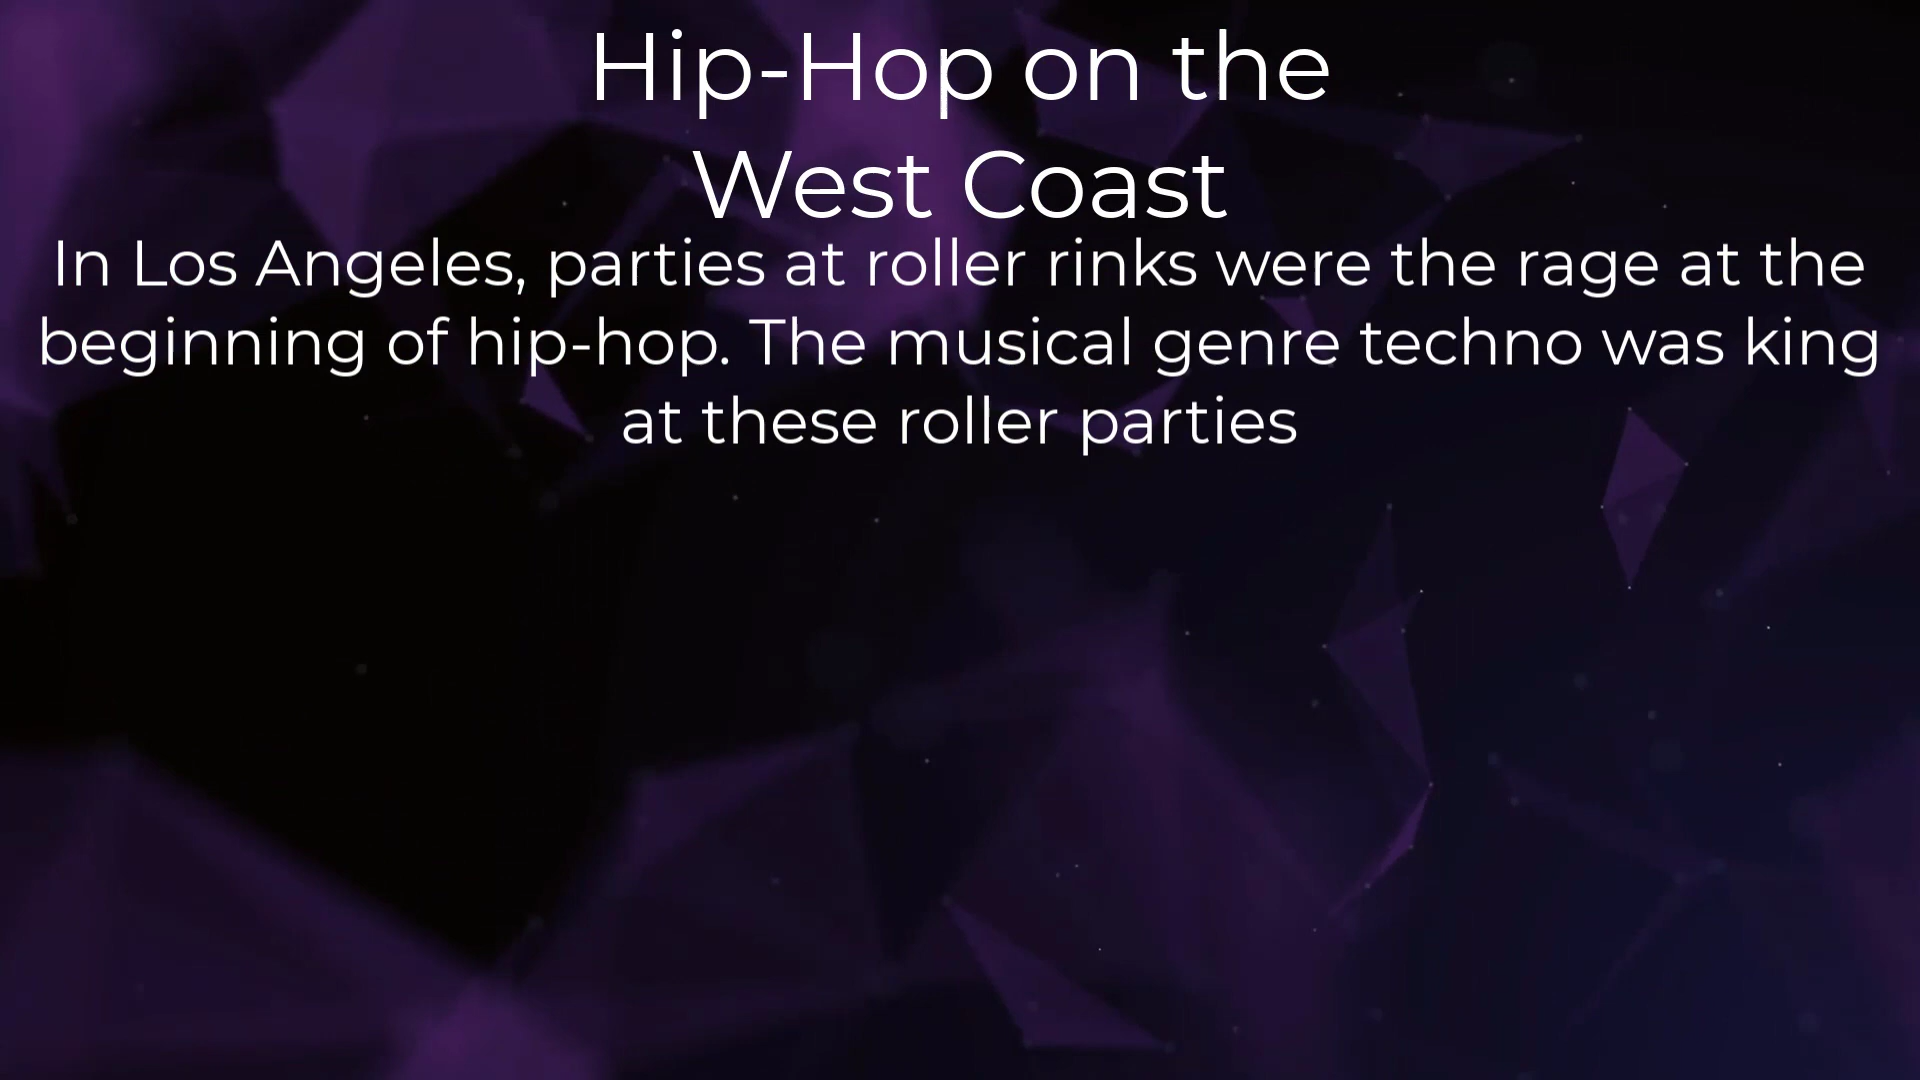 Hip-Hop on the
West Coast
In Los Angeles, parties at roller rinks were the rage at the
beginning of hip-hop. The musical genre techno was king
at these roller parties